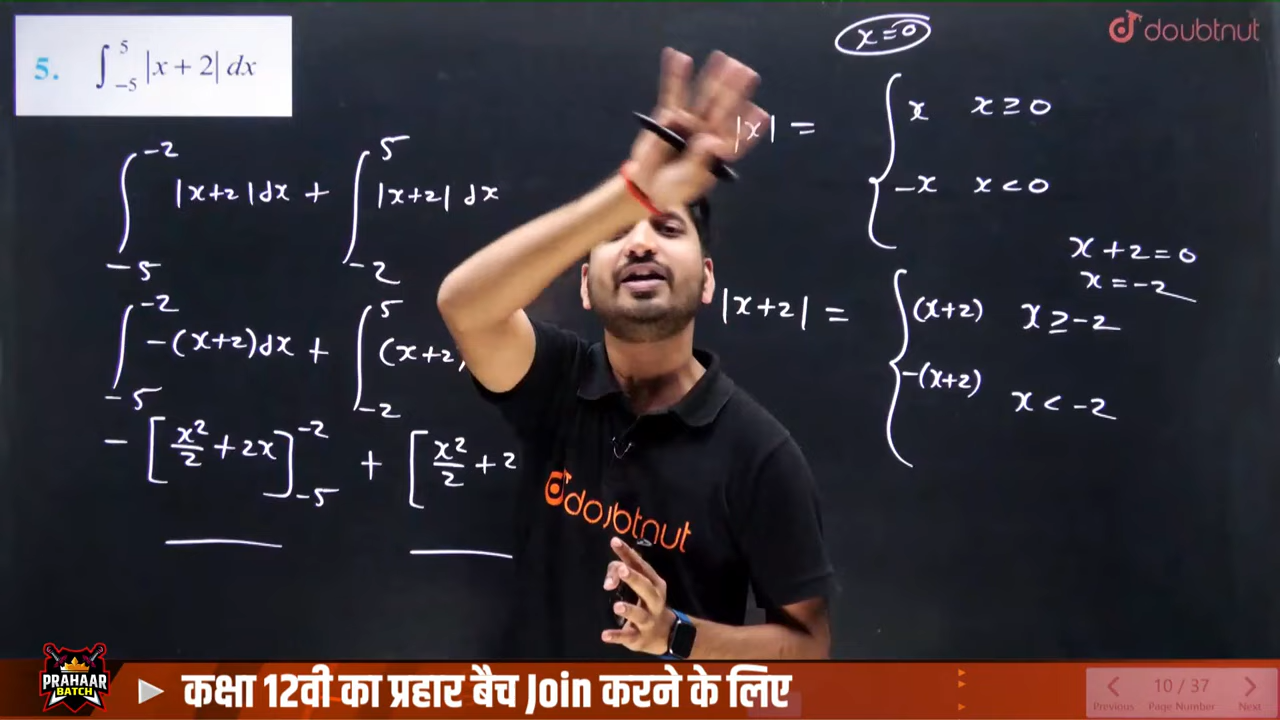 5. ∫₋₅⁵ |x + 2| dx
doubtnut
x = 0
|x| = { x   x ≥ 0
-x   x < 0
∫₋₅⁻² |x+2| dx + ∫₋₂⁵ |x+2| dx
x + 2 = 0
x = -2
|x+2| = { (x+2)   x ≥ -2
-(x+2)   x < -2
∫₋₅⁻² -(x+2) dx + ∫₋₂⁵ (x+2)
- [x²/2 + 2x]₋₅⁻² + [x²/2 + 2
doubtnut
PRAHAAR
BATCH
कक्षा 12वी का प्रहार बैच Join करने के लिए
10 / 37
Previous Page Number Next